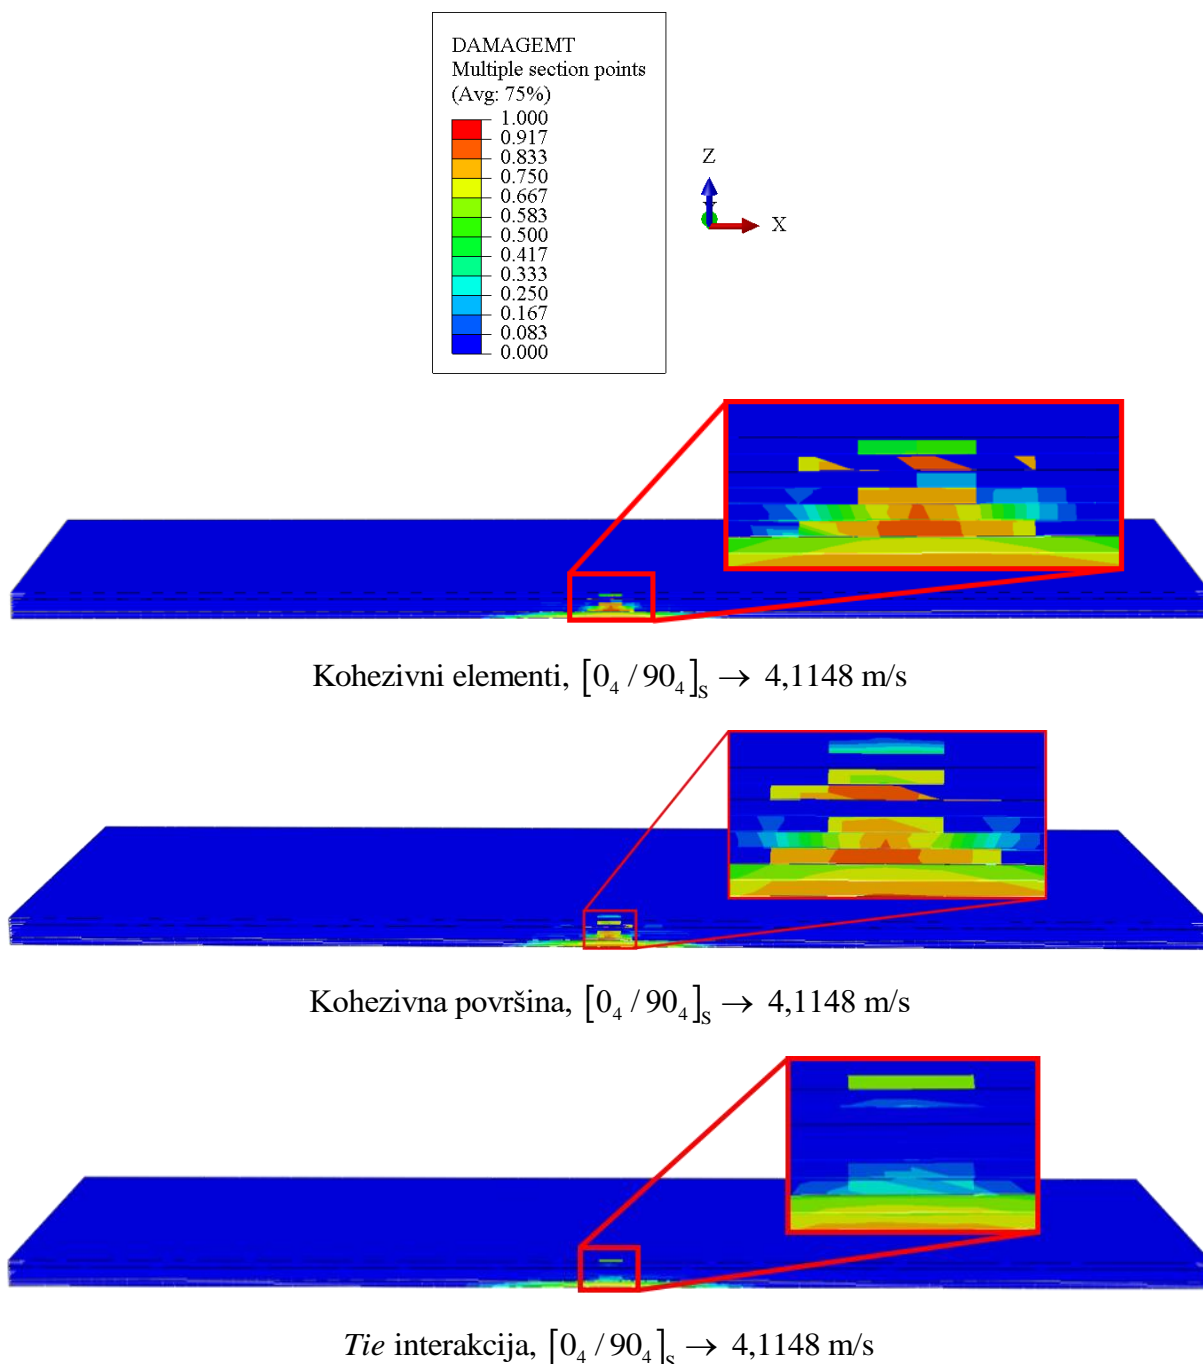 DAMAGEMT
Multiple section points
(Avg: 75%)
1.000
0.917
0.833
0.750
0.667
0.583
0.500
0.417
0.333
0.250
0.167
0.083
0.000
Z
X
Kohezivni elementi, [0₄ / 90₄]ₛ → 4,1148 m/s
Kohezivna površina, [0₄ / 90₄]ₛ → 4,1148 m/s
Tie interakcija, [0₄ / 90₄]ₛ → 4,1148 m/s